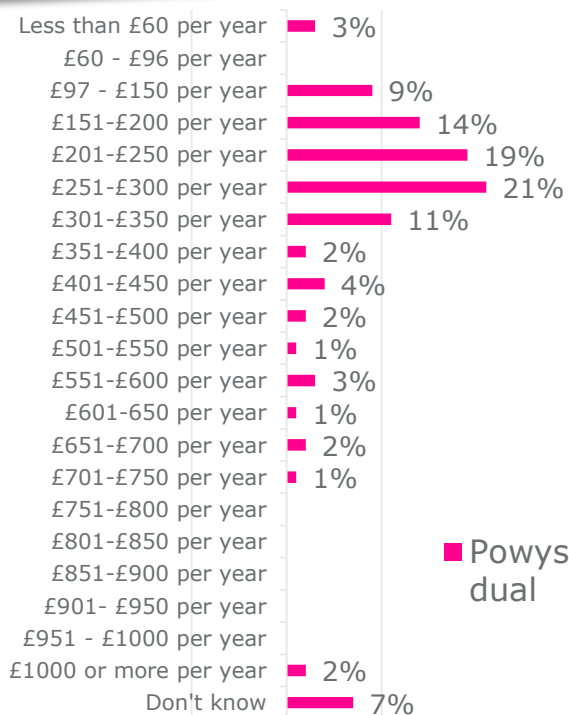 Less than £60 per year 3%
£60 - £96 per year
£97 - £150 per year 9%
£151-£200 per year 14%
£201-£250 per year 19%
£251-£300 per year 21%
£301-£350 per year 11%
£351-£400 per year 2%
£401-£450 per year 4%
£451-£500 per year 2%
£501-£550 per year 1%
£551-£600 per year 3%
£601-650 per year 1%
£651-£700 per year 2%
£701-£750 per year 1%
£751-£800 per year
£801-£850 per year
£851-£900 per year
£901- £950 per year
£951 - £1000 per year
£1000 or more per year 2%
Don't know 7%
Powys
dual